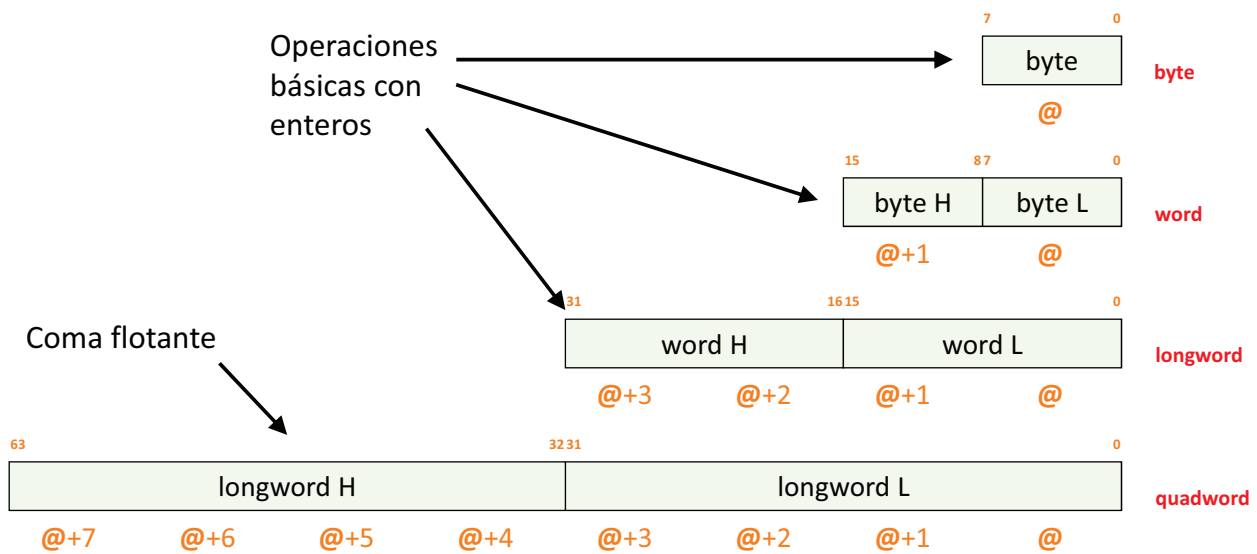 7 0
Operaciones
básicas con
enteros
byte
byte
@
15 8 7 0
byte H byte L
word
@+1 @
31 16 15 0
Coma flotante
word H word L
longword
@+3 @+2 @+1 @
63 32 31 0
longword H longword L
quadword
@+7 @+6 @+5 @+4 @+3 @+2 @+1 @